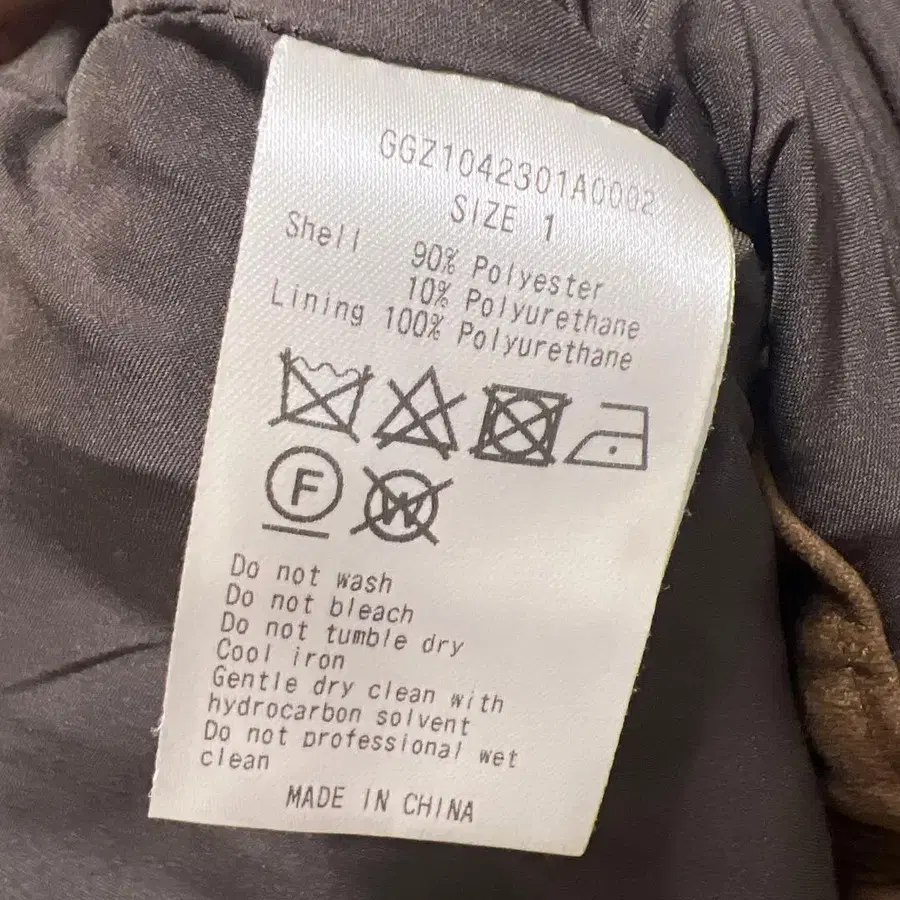 GGZ1042301A0002
SIZE 1
Shell 90% Polyester
10% Polyurethane
Lining 100% Polyurethane
F W
Do not wash
Do not bleach
Do not tumble dry
Cool iron
Gentle dry clean with
hydrocarbon solvent
Do not professional wet
clean
MADE IN CHINA